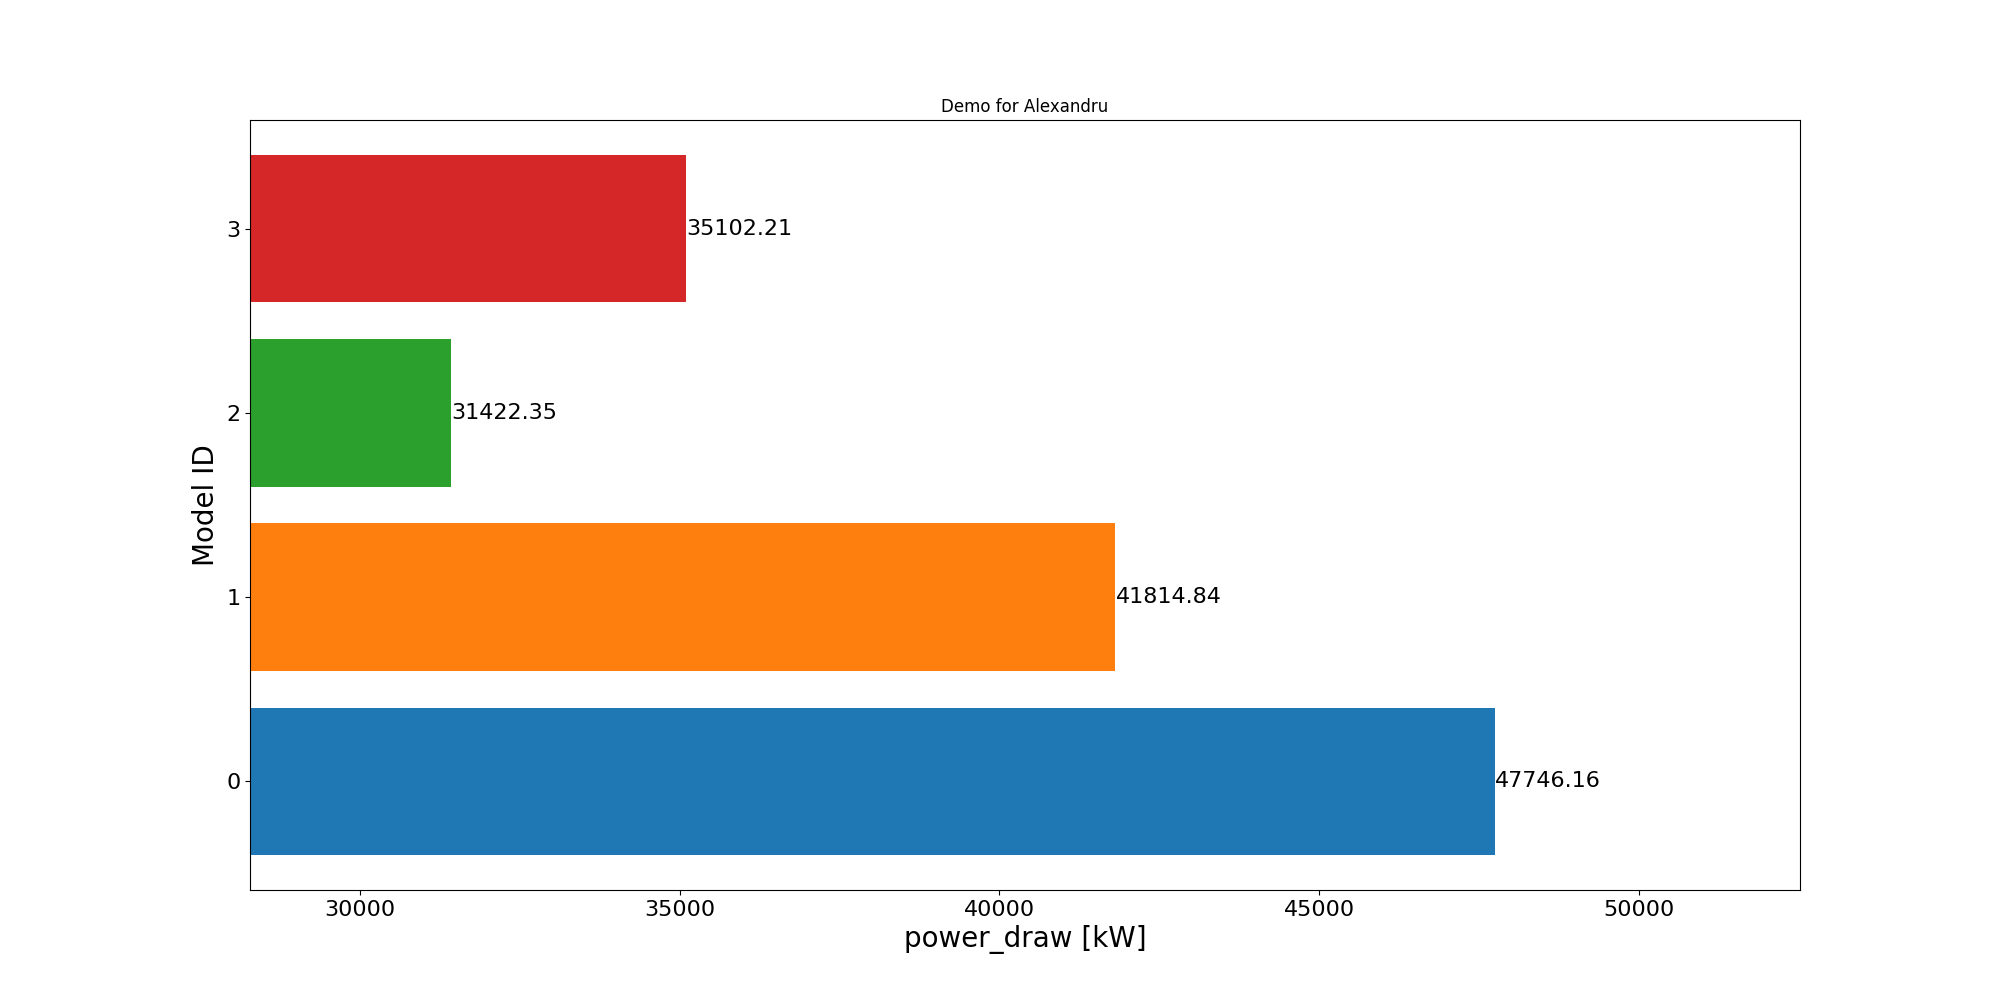 Demo for Alexandru
3
35102.21
2
31422.35
Model ID
1
41814.84
0
47746.16
30000 35000 40000 45000 50000
power_draw [kW]